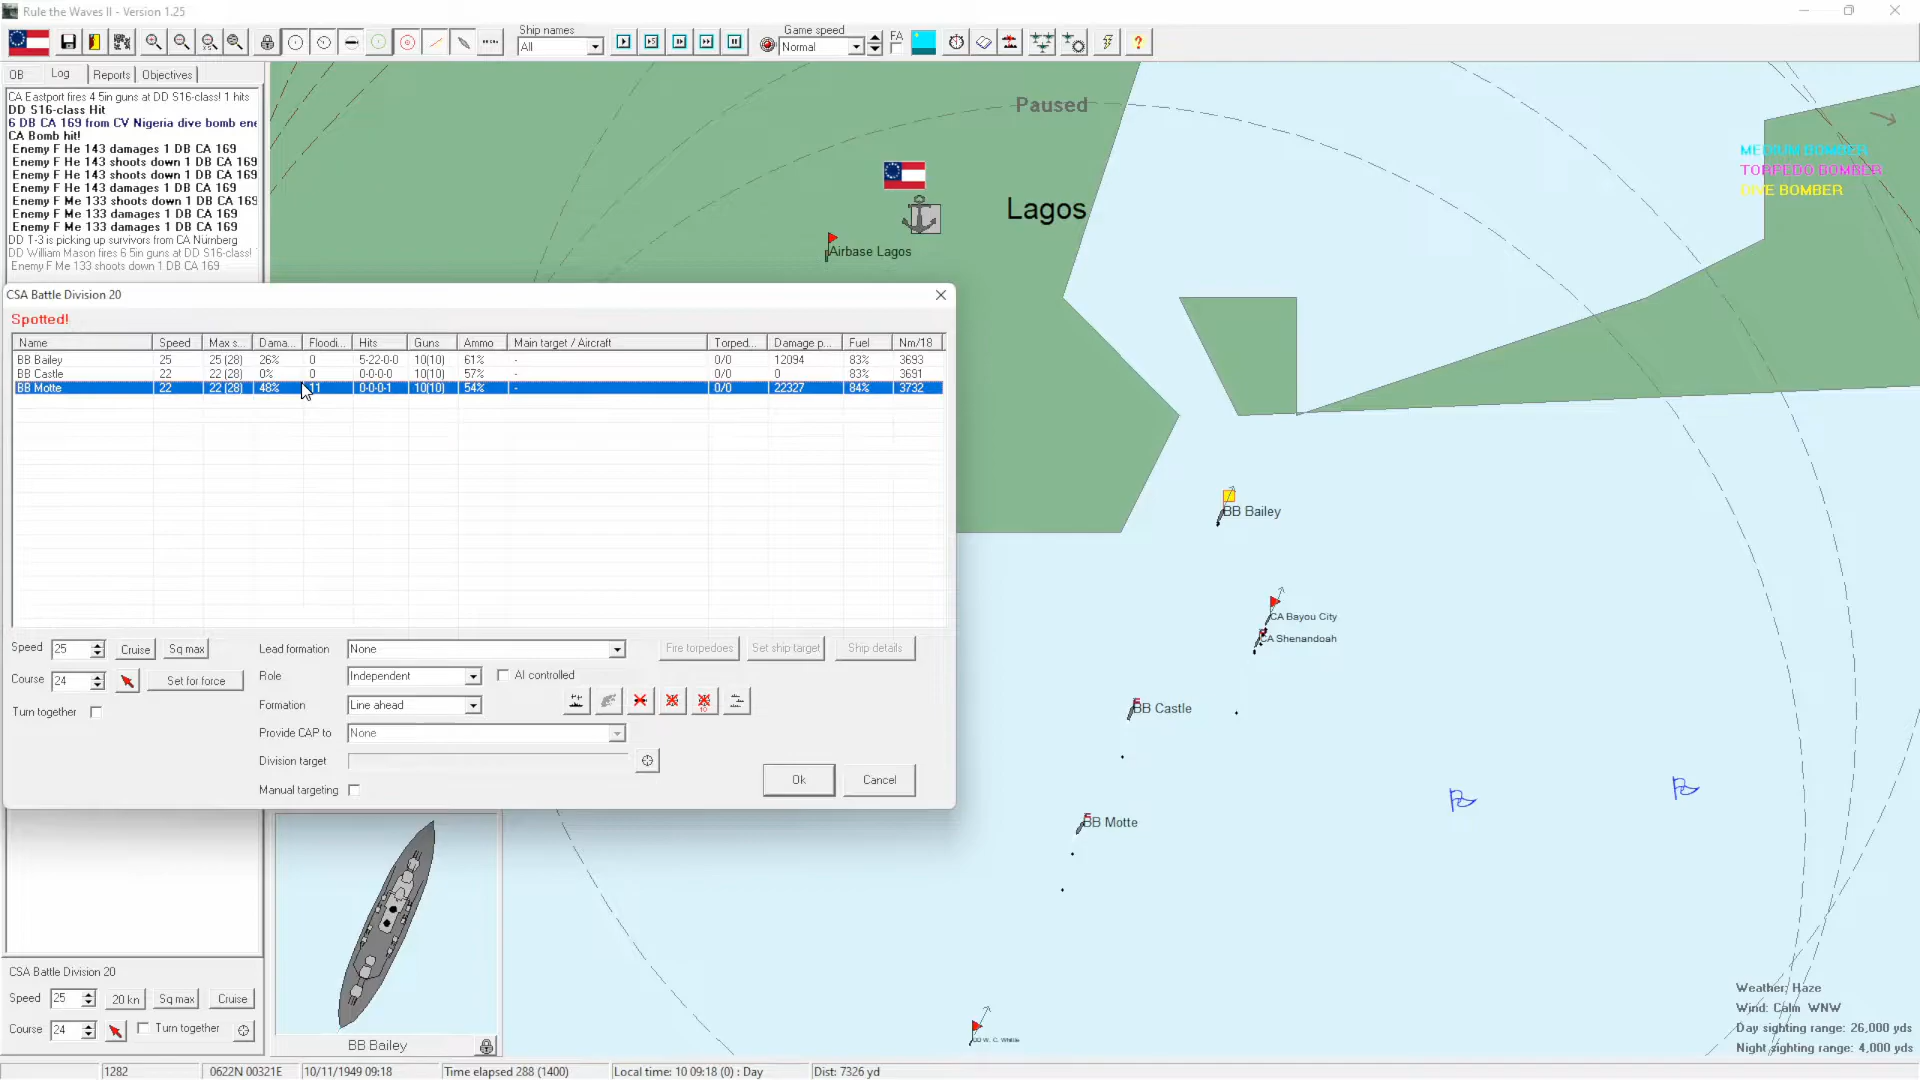 Rule the Waves II - Version 1.25
Ship names
All
Game speed
Normal
FA
OB
Log
Reports
Objectives
CA Eastport fires 4 5in guns at DD S16-class! 1 hits
DD S16-class Hit
6 DB CA 169 from CV Nigeria dive bomb ene
CA Bomb hit!
Enemy F He 143 damages 1 DB CA 169
Enemy F He 143 shoots down 1 DB CA 169
Enemy F He 143 shoots down 1 DB CA 169
Enemy F He 143 damages 1 DB CA 169
Enemy F Me 133 shoots down 1 DB CA 169
Enemy F Me 133 damages 1 DB CA 169
Enemy F Me 133 damages 1 DB CA 169
DD T-3 is picking up survivors from CA Nürnberg
DD William Mason fires 6 5in guns at DD S16-class!
Enemy F Me 133 shoots down 1 DB CA 169
Paused
Lagos
Airbase Lagos
MEDIUM BOMBER
TORPEDO BOMBER
DIVE BOMBER
CSA Battle Division 20
Spotted!
Name Speed Max s... Dama... Floodi... Hits Guns Ammo Main target / Aircraft Torped... Damage p... Fuel Nm/18
BB Bailey 25 25 (28) 26% 0 5-22-0-0 10(10) 61% - 0/0 12094 83% 3693
BB Castle 22 22 (28) 0% 0 0-0-0-0 10(10) 57% - 0/0 0 83% 3691
BB Motte 22 22 (28) 48% 11 0-0-0-1 10(10) 54% - 0/0 22327 84% 3732
Speed 25 Cruise Sq max
Course 24 Set for force
Turn together
Lead formation None
Role Independent AI controlled
Formation Line ahead
Provide CAP to None
Division target
Manual targeting
Fire torpedoes Set ship target Ship details
Ok Cancel
BB Bailey
CA Bayou City
CA Shenandoah
BB Castle
BB Motte
CSA Battle Division 20
Speed 25 20 kn Sq max Cruise
Course 24 Turn together
BB Bailey
Weather: Haze
Wind: Calm WNW
Day sighting range: 26,000 yds
Night sighting range: 4,000 yds
1282 0622N 00321E 10/11/1949 09:18 Time elapsed 288 (1400) Local time: 10 09:18 (0) : Day Dist: 7326 yd